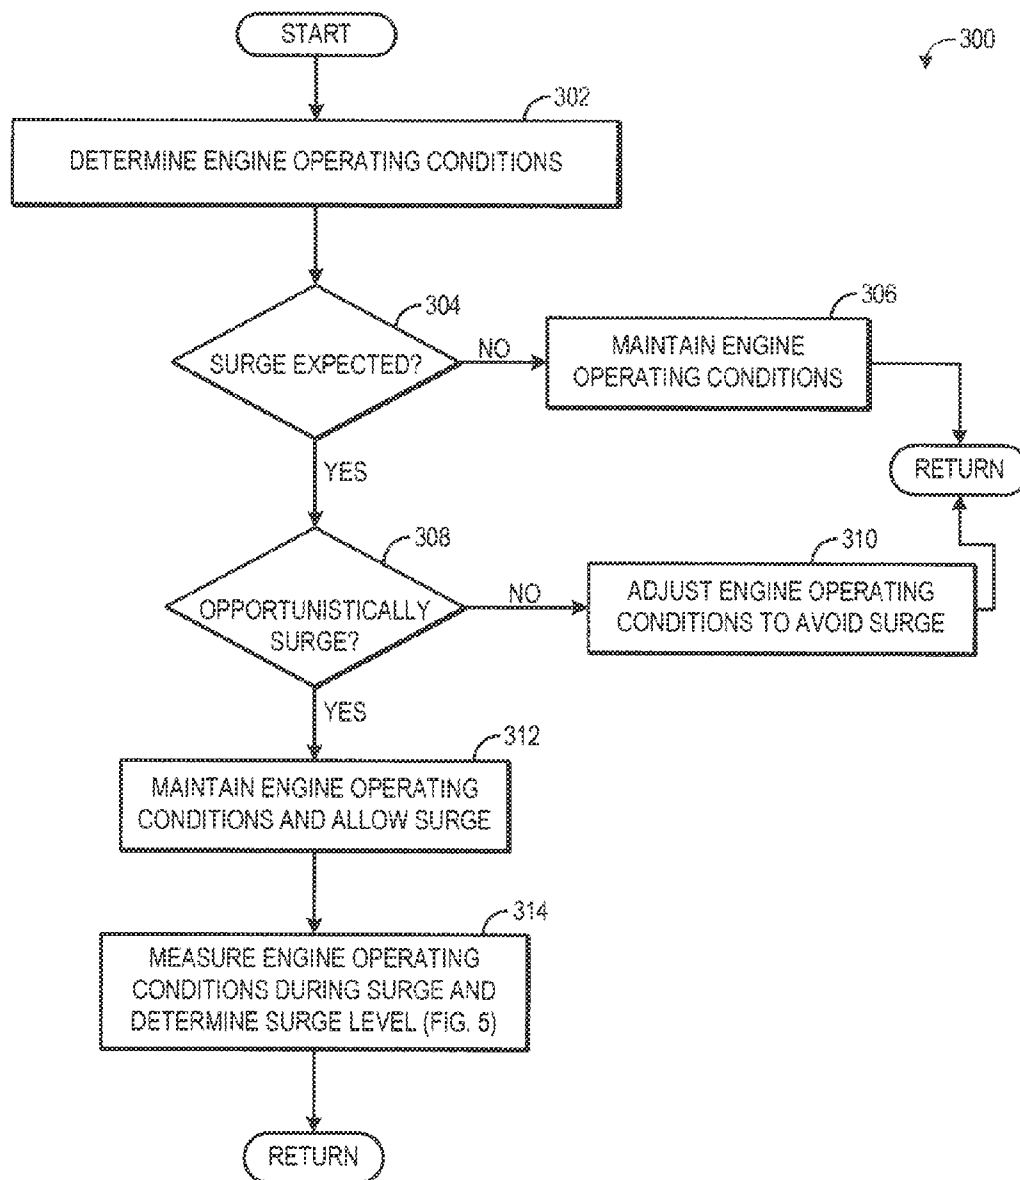 START
300
302
DETERMINE ENGINE OPERATING CONDITIONS
304
SURGE EXPECTED?
NO
306
MAINTAIN ENGINE
OPERATING CONDITIONS
RETURN
YES
308
OPPORTUNISTICALLY
SURGE?
NO
310
ADJUST ENGINE OPERATING
CONDITIONS TO AVOID SURGE
YES
312
MAINTAIN ENGINE OPERATING
CONDITIONS AND ALLOW SURGE
314
MEASURE ENGINE OPERATING
CONDITIONS DURING SURGE AND
DETERMINE SURGE LEVEL (FIG. 5)
RETURN